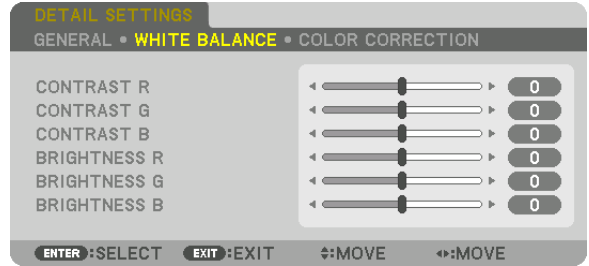 DETAIL SETTINGS
GENERAL • WHITE BALANCE • COLOR CORRECTION
CONTRAST R 0
CONTRAST G 0
CONTRAST B 0
BRIGHTNESS R 0
BRIGHTNESS G 0
BRIGHTNESS B 0
ENTER :SELECT EXIT :EXIT :MOVE :MOVE